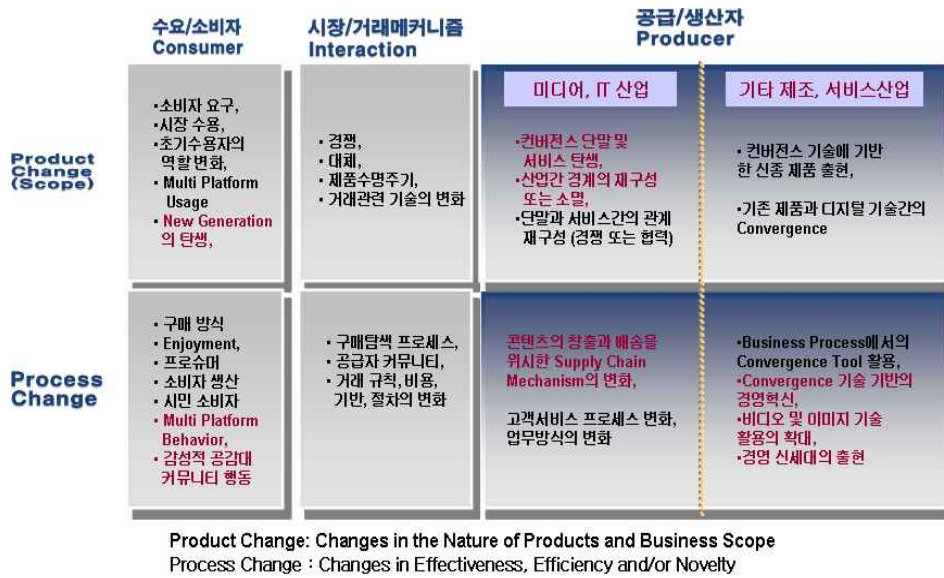 수요/소비자
Consumer
시장/거래메커니즘
Interaction
공급/생산자
Producer
미디어, IT 산업
기타 제조, 서비스산업
Product
Change
(Scope)
•소비자 요구,
•시장 수용,
•초기수용자의
역할변화,
• Multi Platform
Usage
• New Generation
의 탄생,
• 경쟁,
• 대체,
• 제품수명주기,
• 거래관련 기술의 변화
•컨버전스 단말 및
서비스 탄생,
•산업간 경계의 재구성
또는 소멸,
•단말과 서비스간의 관계
재구성 (경쟁 또는 협력)
• 컨버전스 기술에 기반
한 신종 제품 출현,
•기존 제품과 디지털 기술간의
Convergence
Process
Change
• 구매 방식
• Enjoyment,
• 프로슈머
• 소비자 생산
• 시민 소비자
• Multi Platform
Behavior,
• 감성적 공감대
커뮤니티 행동
• 구매탐색 프로세스,
• 공급자 커뮤니티,
• 거래 규칙, 비용,
기반, 절차의 변화
콘텐츠의 창출과 배송을
위시한 Supply Chain
Mechanism의 변화,
고객서비스 프로세스 변화,
업무방식의 변화
•Business Process에서의
Convergence Tool 활용,
•Convergence 기술 기반의
경영혁신,
•비디오 및 이미지 기술
활용의 확대,
•경영 신세대의 출현
Product Change: Changes in the Nature of Products and Business Scope
Process Change : Changes in Effectiveness, Efficiency and/or Novelty